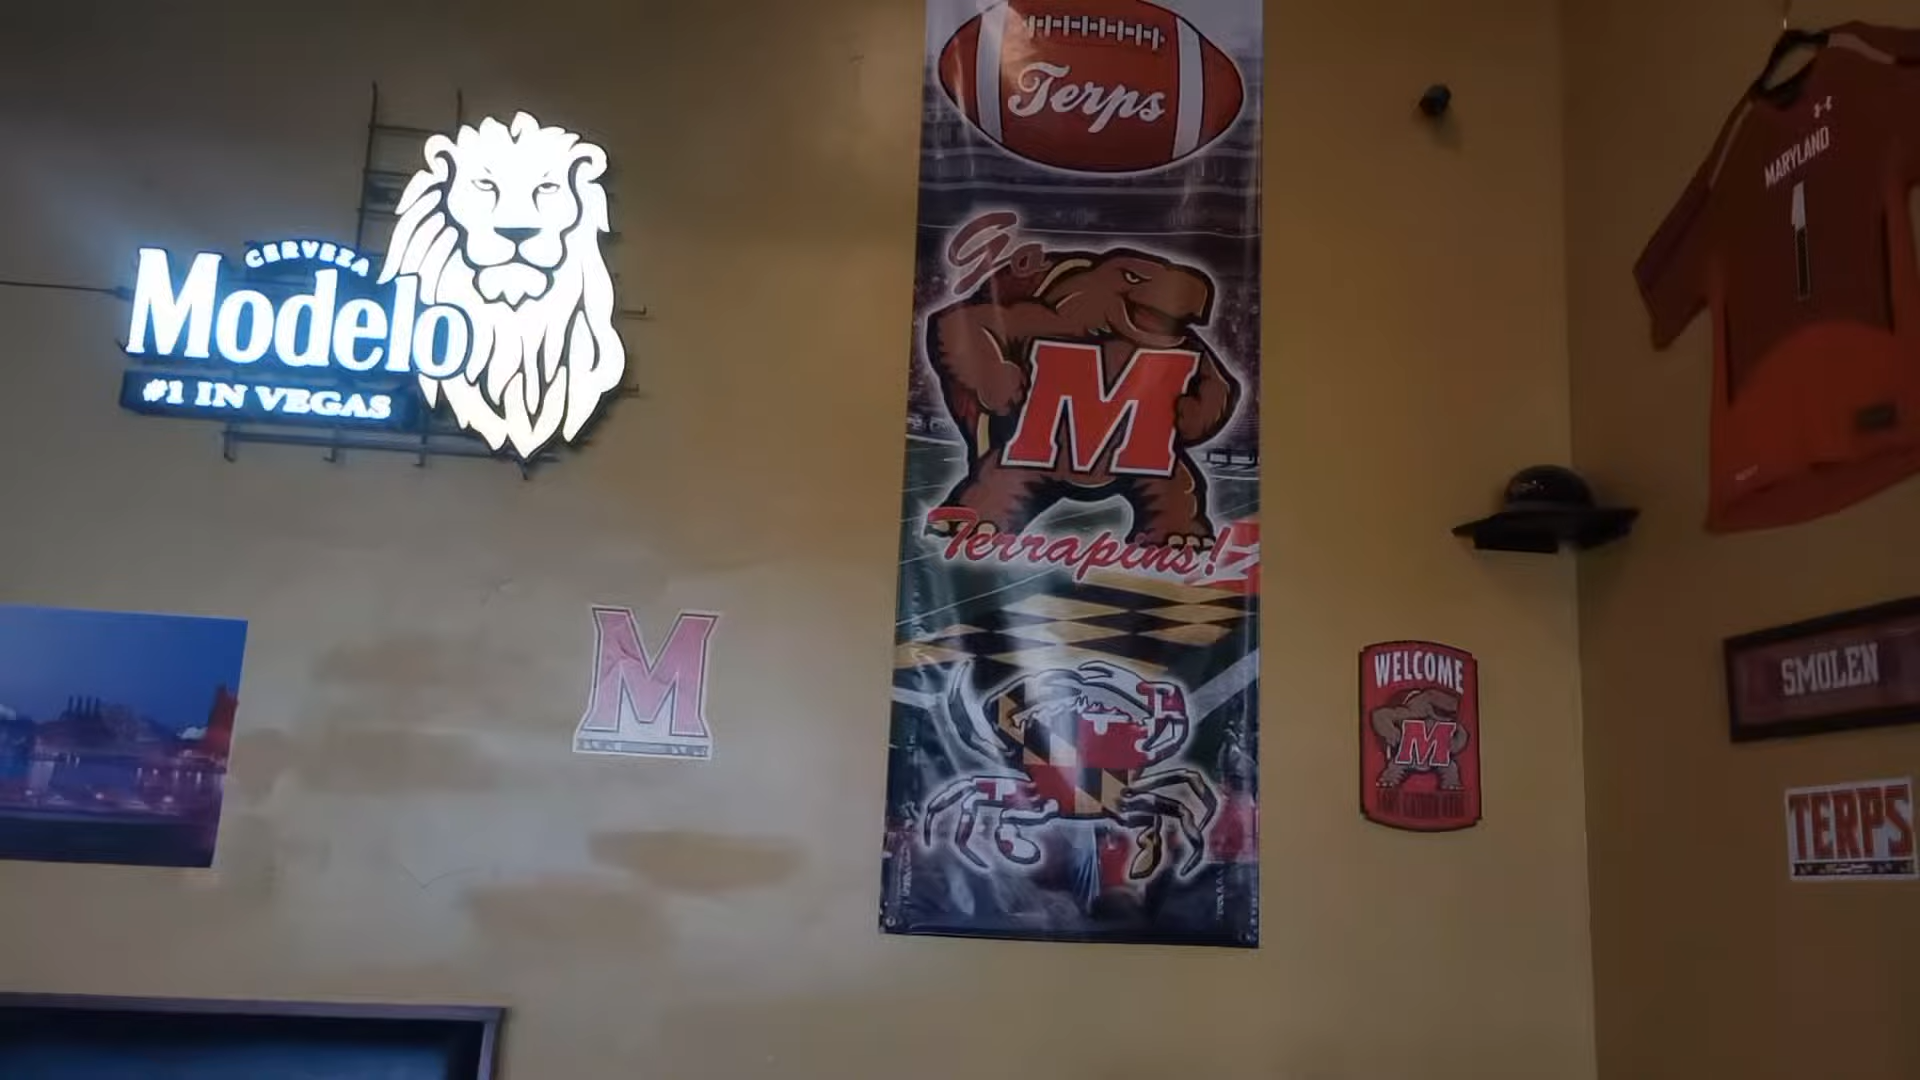 CERVEZA
Modelo
#1 IN VEGAS
M
Terps
Go
M
Terrapins!
WELCOME
M
MARYLAND
1
SMOLEN
TERPS